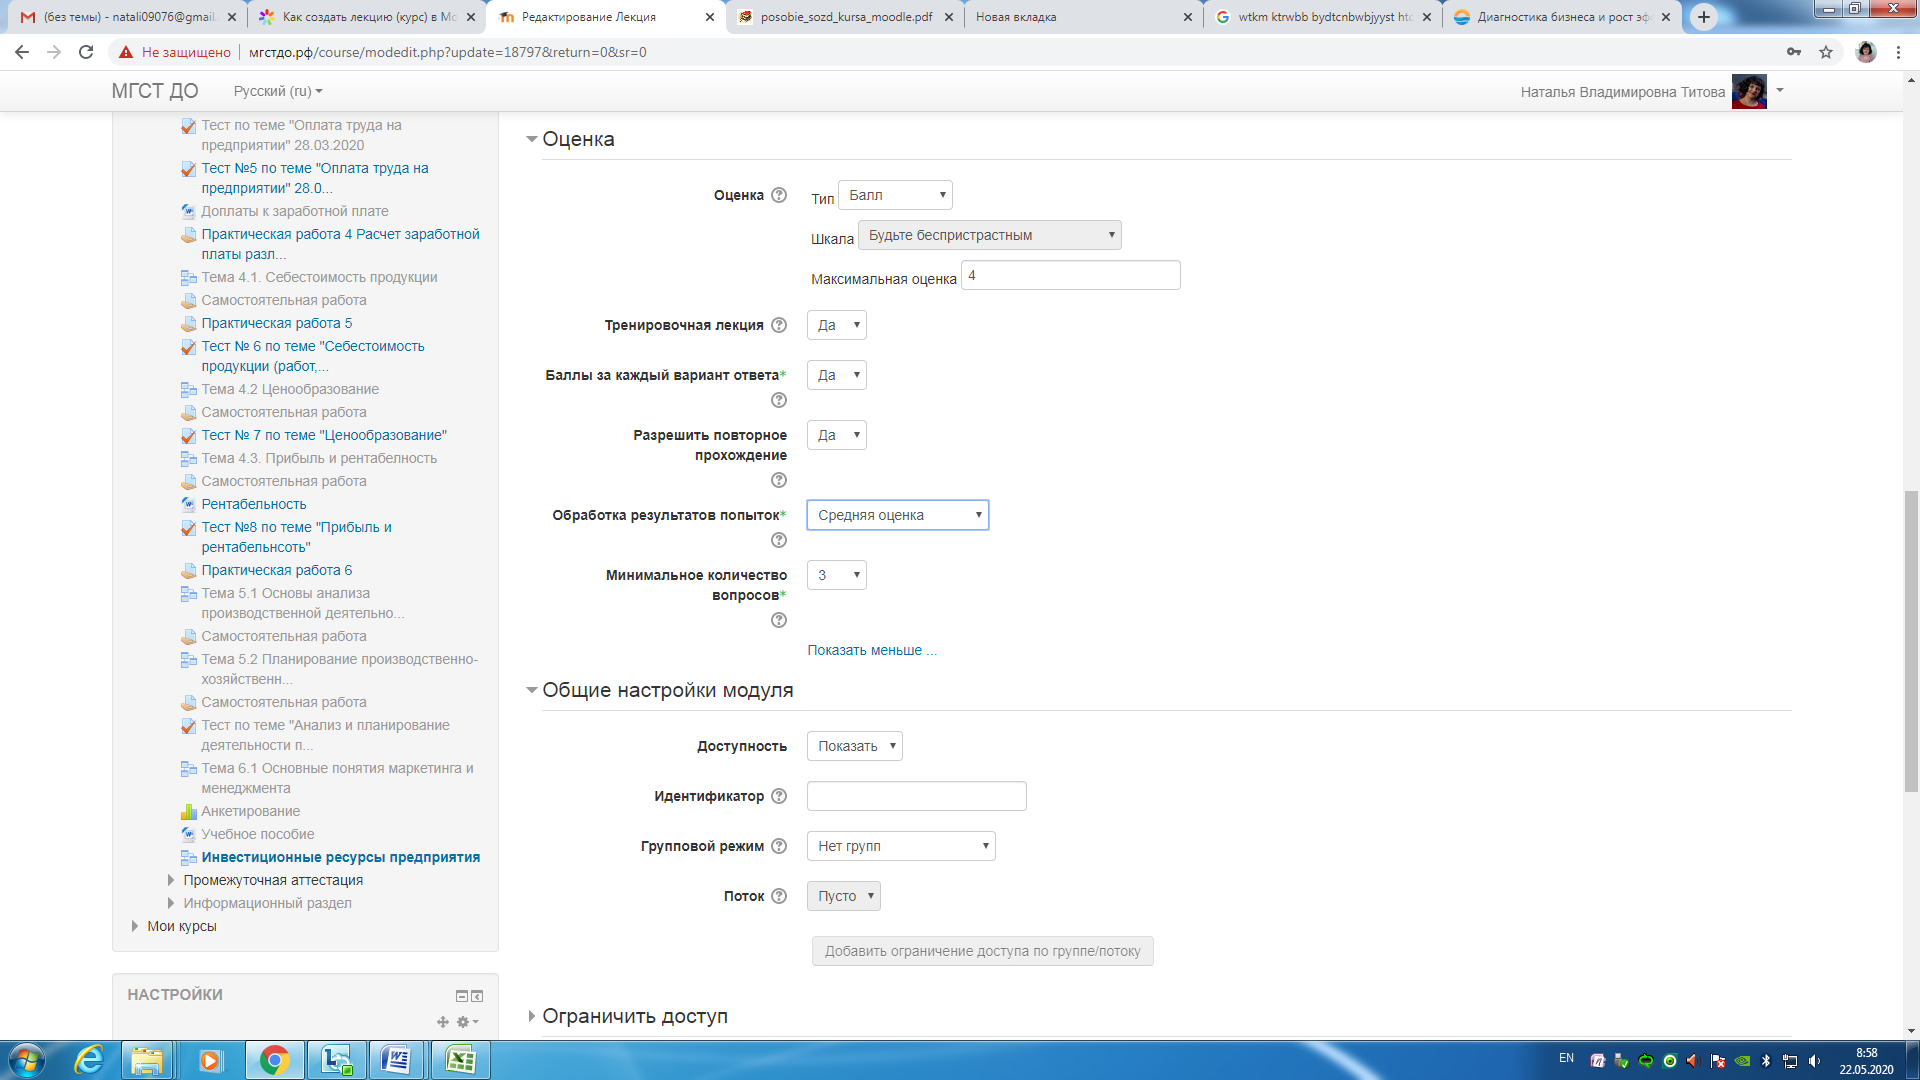 (без темы) - natali09076@gmail.
Как создать лекцию (курс) в Mo
Редактирование Лекция
posobie_sozd_kursa_moodle.pdf
Новая вкладка
wtkm ktrwbb bydtcnbwbjyyst
Диагностика бизнеса и рост эф
Не защищено
мгстдо.рф/course/modedit.php?update=18797&return=0&sr=0
МГСТ ДО
Русский (ru)
Наталья Владимировна Титова
Тест по теме "Оплата труда на
предприятии" 28.03.2020
Тест №5 по теме "Оплата труда на
предприятии" 28.0...
Доплаты к заработной плате
Практическая работа 4 Расчет заработной
платы разл...
Тема 4.1. Себестоимость продукции
Самостоятельная работа
Практическая работа 5
Тест № 6 по теме "Себестоимость
продукции (работ,...
Тема 4.2 Ценообразование
Самостоятельная работа
Тест № 7 по теме "Ценообразование"
Тема 4.3. Прибыль и рентабелность
Самостоятельная работа
Рентабельность
Тест №8 по теме "Прибыль и
рентабельнсоть"
Практическая работа 6
Тема 5.1 Основы анализа
производственной деятельно...
Самостоятельная работа
Тема 5.2 Планирование производственно-
хозяйственн...
Самостоятельная работа
Тест по теме "Анализ и планирование
деятельности п...
Тема 6.1 Основные понятия маркетинга и
менеджмента
Анкетирование
Учебное пособие
Инвестиционные ресурсы предприятия
Промежуточная аттестация
Информационный раздел
Мои курсы
НАСТРОЙКИ
Оценка
Оценка
Тип Балл
Шкала Будьте беспристрастным
Максимальная оценка 4
Тренировочная лекция Да
Баллы за каждый вариант ответа* Да
Разрешить повторное Да
прохождение
Обработка результатов попыток* Средняя оценка
Минимальное количество 3
вопросов*
Показать меньше ...
Общие настройки модуля
Доступность Показать
Идентификатор
Групповой режим Нет групп
Поток Пусто
Добавить ограничение доступа по группе/потоку
Ограничить доступ
EN
8:58
22.05.2020